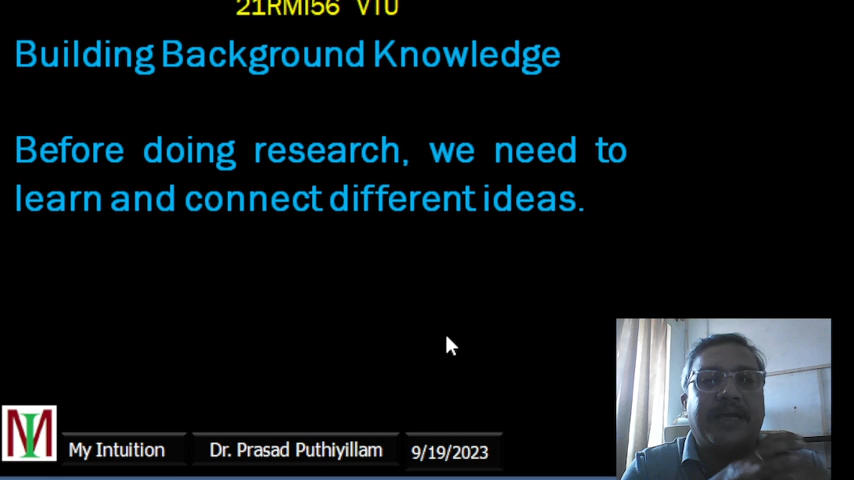 21RMI56 VTU
Building Background Knowledge
Before doing research, we need to
learn and connect different ideas.
MI
My Intuition
Dr. Prasad Puthiyillam
9/19/2023